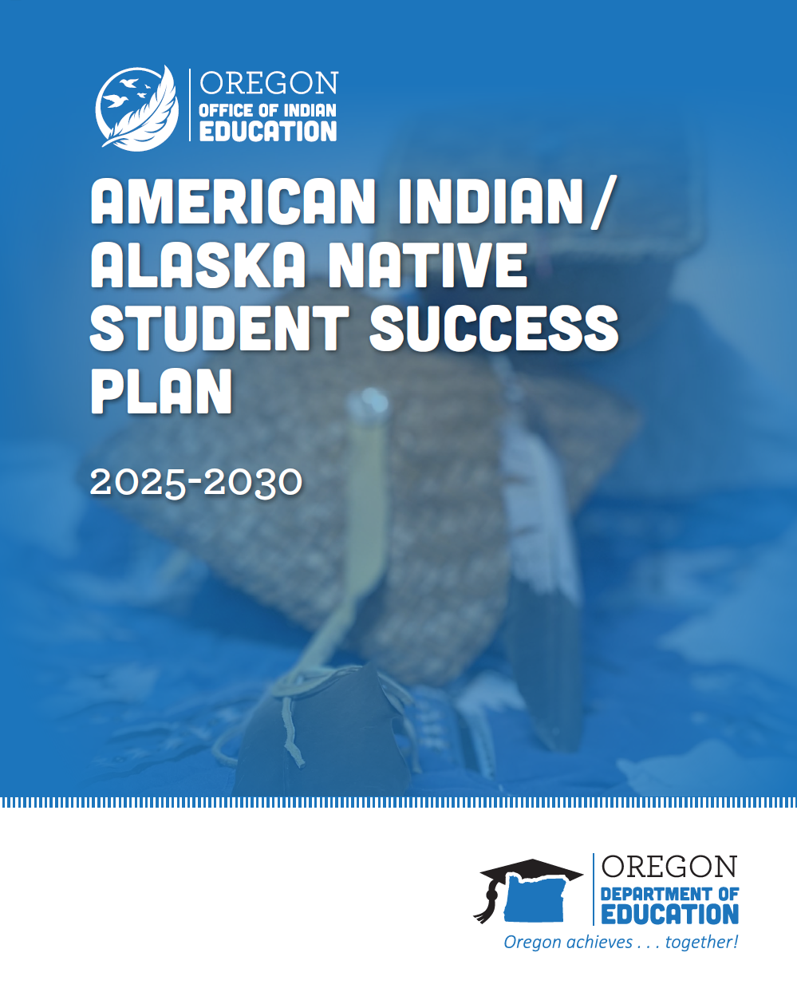 OREGON
OFFICE OF INDIAN
EDUCATION
AMERICAN INDIAN/
ALASKA NATIVE
STUDENT SUCCESS
PLAN
2025-2030
OREGON
DEPARTMENT OF
EDUCATION
Oregon achieves . . . together!